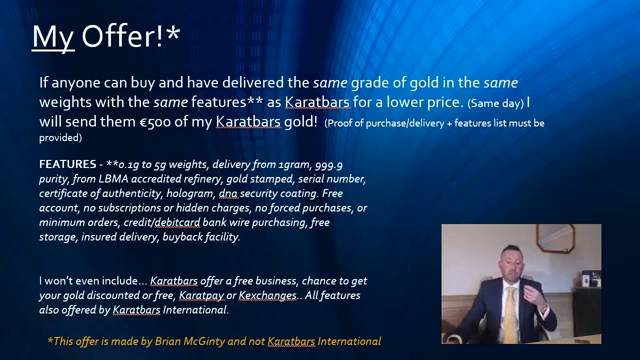 My Offer!*
If anyone can buy and have delivered the same grade of gold in the same
weights with the same features** as Karatbars for a lower price. (Same day) I
will send them €500 of my Karatbars gold! (Proof of purchase/delivery + features list must be
provided)
FEATURES - **0.1g to 5g weights, delivery from 1gram, 999.9
purity, from LBMA accredited refinery, gold stamped, serial number,
certificate of authenticity, hologram, dna security coating. Free
account, no subscriptions or hidden charges, no forced purchases, or
minimum orders, credit/debitcard bank wire purchasing, free
storage, insured delivery, buyback facility.
I won't even include... Karatbars offer a free business, chance to get
your gold discounted or free, Karatpay or Kexchanges.. All features
also offered by Karatbars International.
*This offer is made by Brian McGinty and not Karatbars International